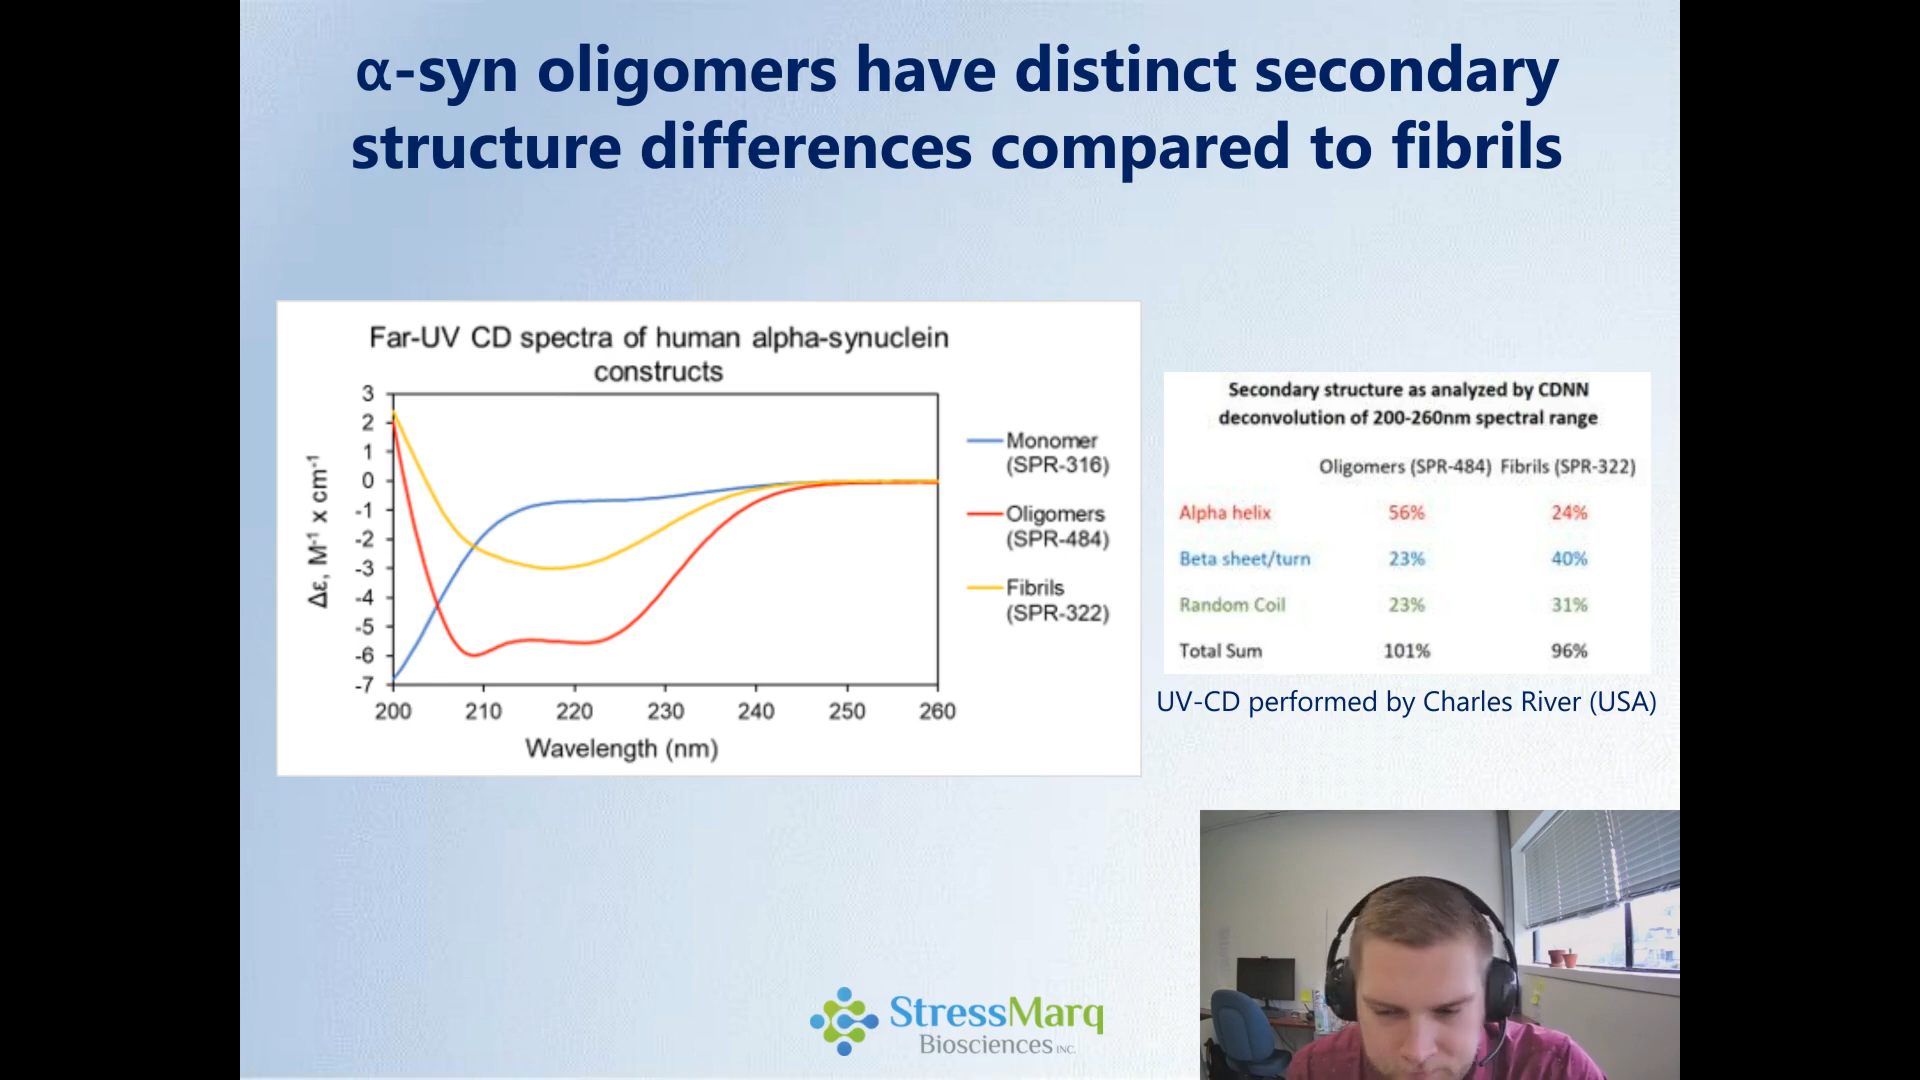 α-syn oligomers have distinct secondary
structure differences compared to fibrils
Far-UV CD spectra of human alpha-synuclein
constructs
Δε, M⁻¹ x cm⁻¹
3
2
1
0
-1
-2
-3
-4
-5
-6
-7
200 210 220 230 240 250 260
Wavelength (nm)
Monomer
(SPR-316)
Oligomers
(SPR-484)
Fibrils
(SPR-322)
Secondary structure as analyzed by CDNN
deconvolution of 200-260nm spectral range
Oligomers (SPR-484) Fibrils (SPR-322)
Alpha helix 56% 24%
Beta sheet/turn 23% 40%
Random Coil 23% 31%
Total Sum 101% 96%
UV-CD performed by Charles River (USA)
StressMarq
Biosciences INC.